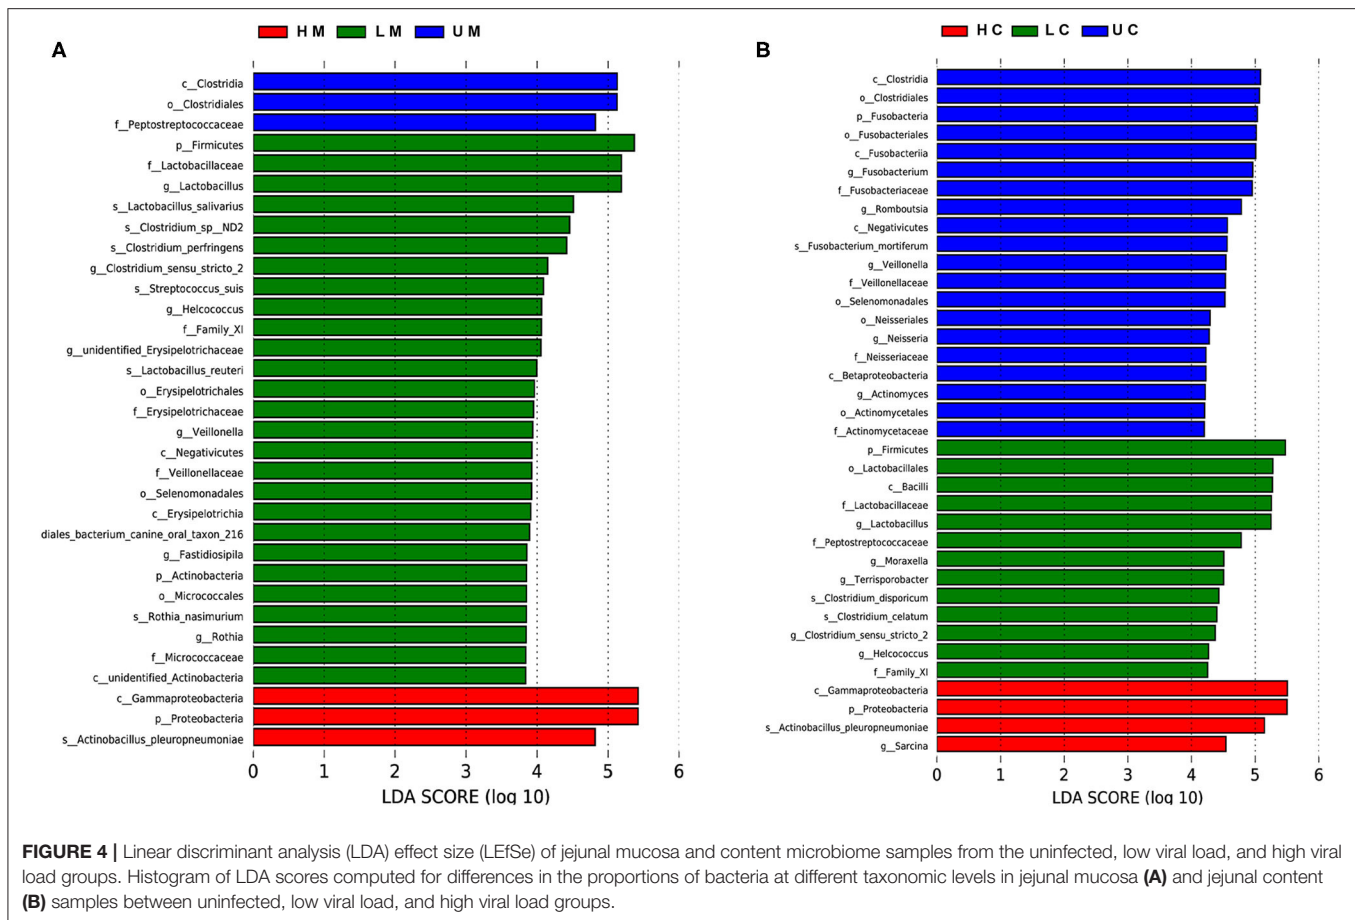 A
H M L M U M
c__Clostridia
o__Clostridiales
f__Peptostreptococcaceae
p__Firmicutes
f__Lactobacillaceae
g__Lactobacillus
s__Lactobacillus_salivarius
s__Clostridium_sp__ND2
s__Clostridium_perfringens
g__Clostridium_sensu_stricto_2
s__Streptococcus_suis
g__Helcococcus
f__Family_XI
g__unidentified_Erysipelotrichaceae
s__Lactobacillus_reuteri
o__Erysipelotrichales
f__Erysipelotrichaceae
g__Veillonella
c__Negativicutes
f__Veillonellaceae
o__Selenomonadales
c__Erysipelotrichia
diales_bacterium_canine_oral_taxon_216
g__Fastidiosipila
p__Actinobacteria
o__Micrococcales
s__Rothia_nasimurium
g__Rothia
f__Micrococcaceae
c__unidentified_Actinobacteria
c__Gammaproteobacteria
p__Proteobacteria
s__Actinobacillus_pleuropneumoniae
0 1 2 3 4 5 6
LDA SCORE (log 10)
B
H C L C U C
c__Clostridia
o__Clostridiales
p__Fusobacteria
o__Fusobacteriales
c__Fusobacteriia
g__Fusobacterium
f__Fusobacteriaceae
g__Romboutsia
c__Negativicutes
s__Fusobacterium_mortiferum
g__Veillonella
f__Veillonellaceae
o__Selenomonadales
o__Neisseriales
g__Neisseria
f__Neisseriaceae
c__Betaproteobacteria
g__Actinomyces
o__Actinomycetales
f__Actinomycetaceae
p__Firmicutes
o__Lactobacillales
c__Bacilli
f__Lactobacillaceae
g__Lactobacillus
f__Peptostreptococcaceae
g__Moraxella
g__Terrisporobacter
s__Clostridium_disporicum
s__Clostridium_celatum
g__Clostridium_sensu_stricto_2
g__Helcococcus
f__Family_XI
c__Gammaproteobacteria
p__Proteobacteria
s__Actinobacillus_pleuropneumoniae
g__Sarcina
0 1 2 3 4 5 6
LDA SCORE (log 10)
FIGURE 4 | Linear discriminant analysis (LDA) effect size (LEfSe) of jejunal mucosa and content microbiome samples from the uninfected, low viral load, and high viral
load groups. Histogram of LDA scores computed for differences in the proportions of bacteria at different taxonomic levels in jejunal mucosa (A) and jejunal content
(B) samples between uninfected, low viral load, and high viral load groups.